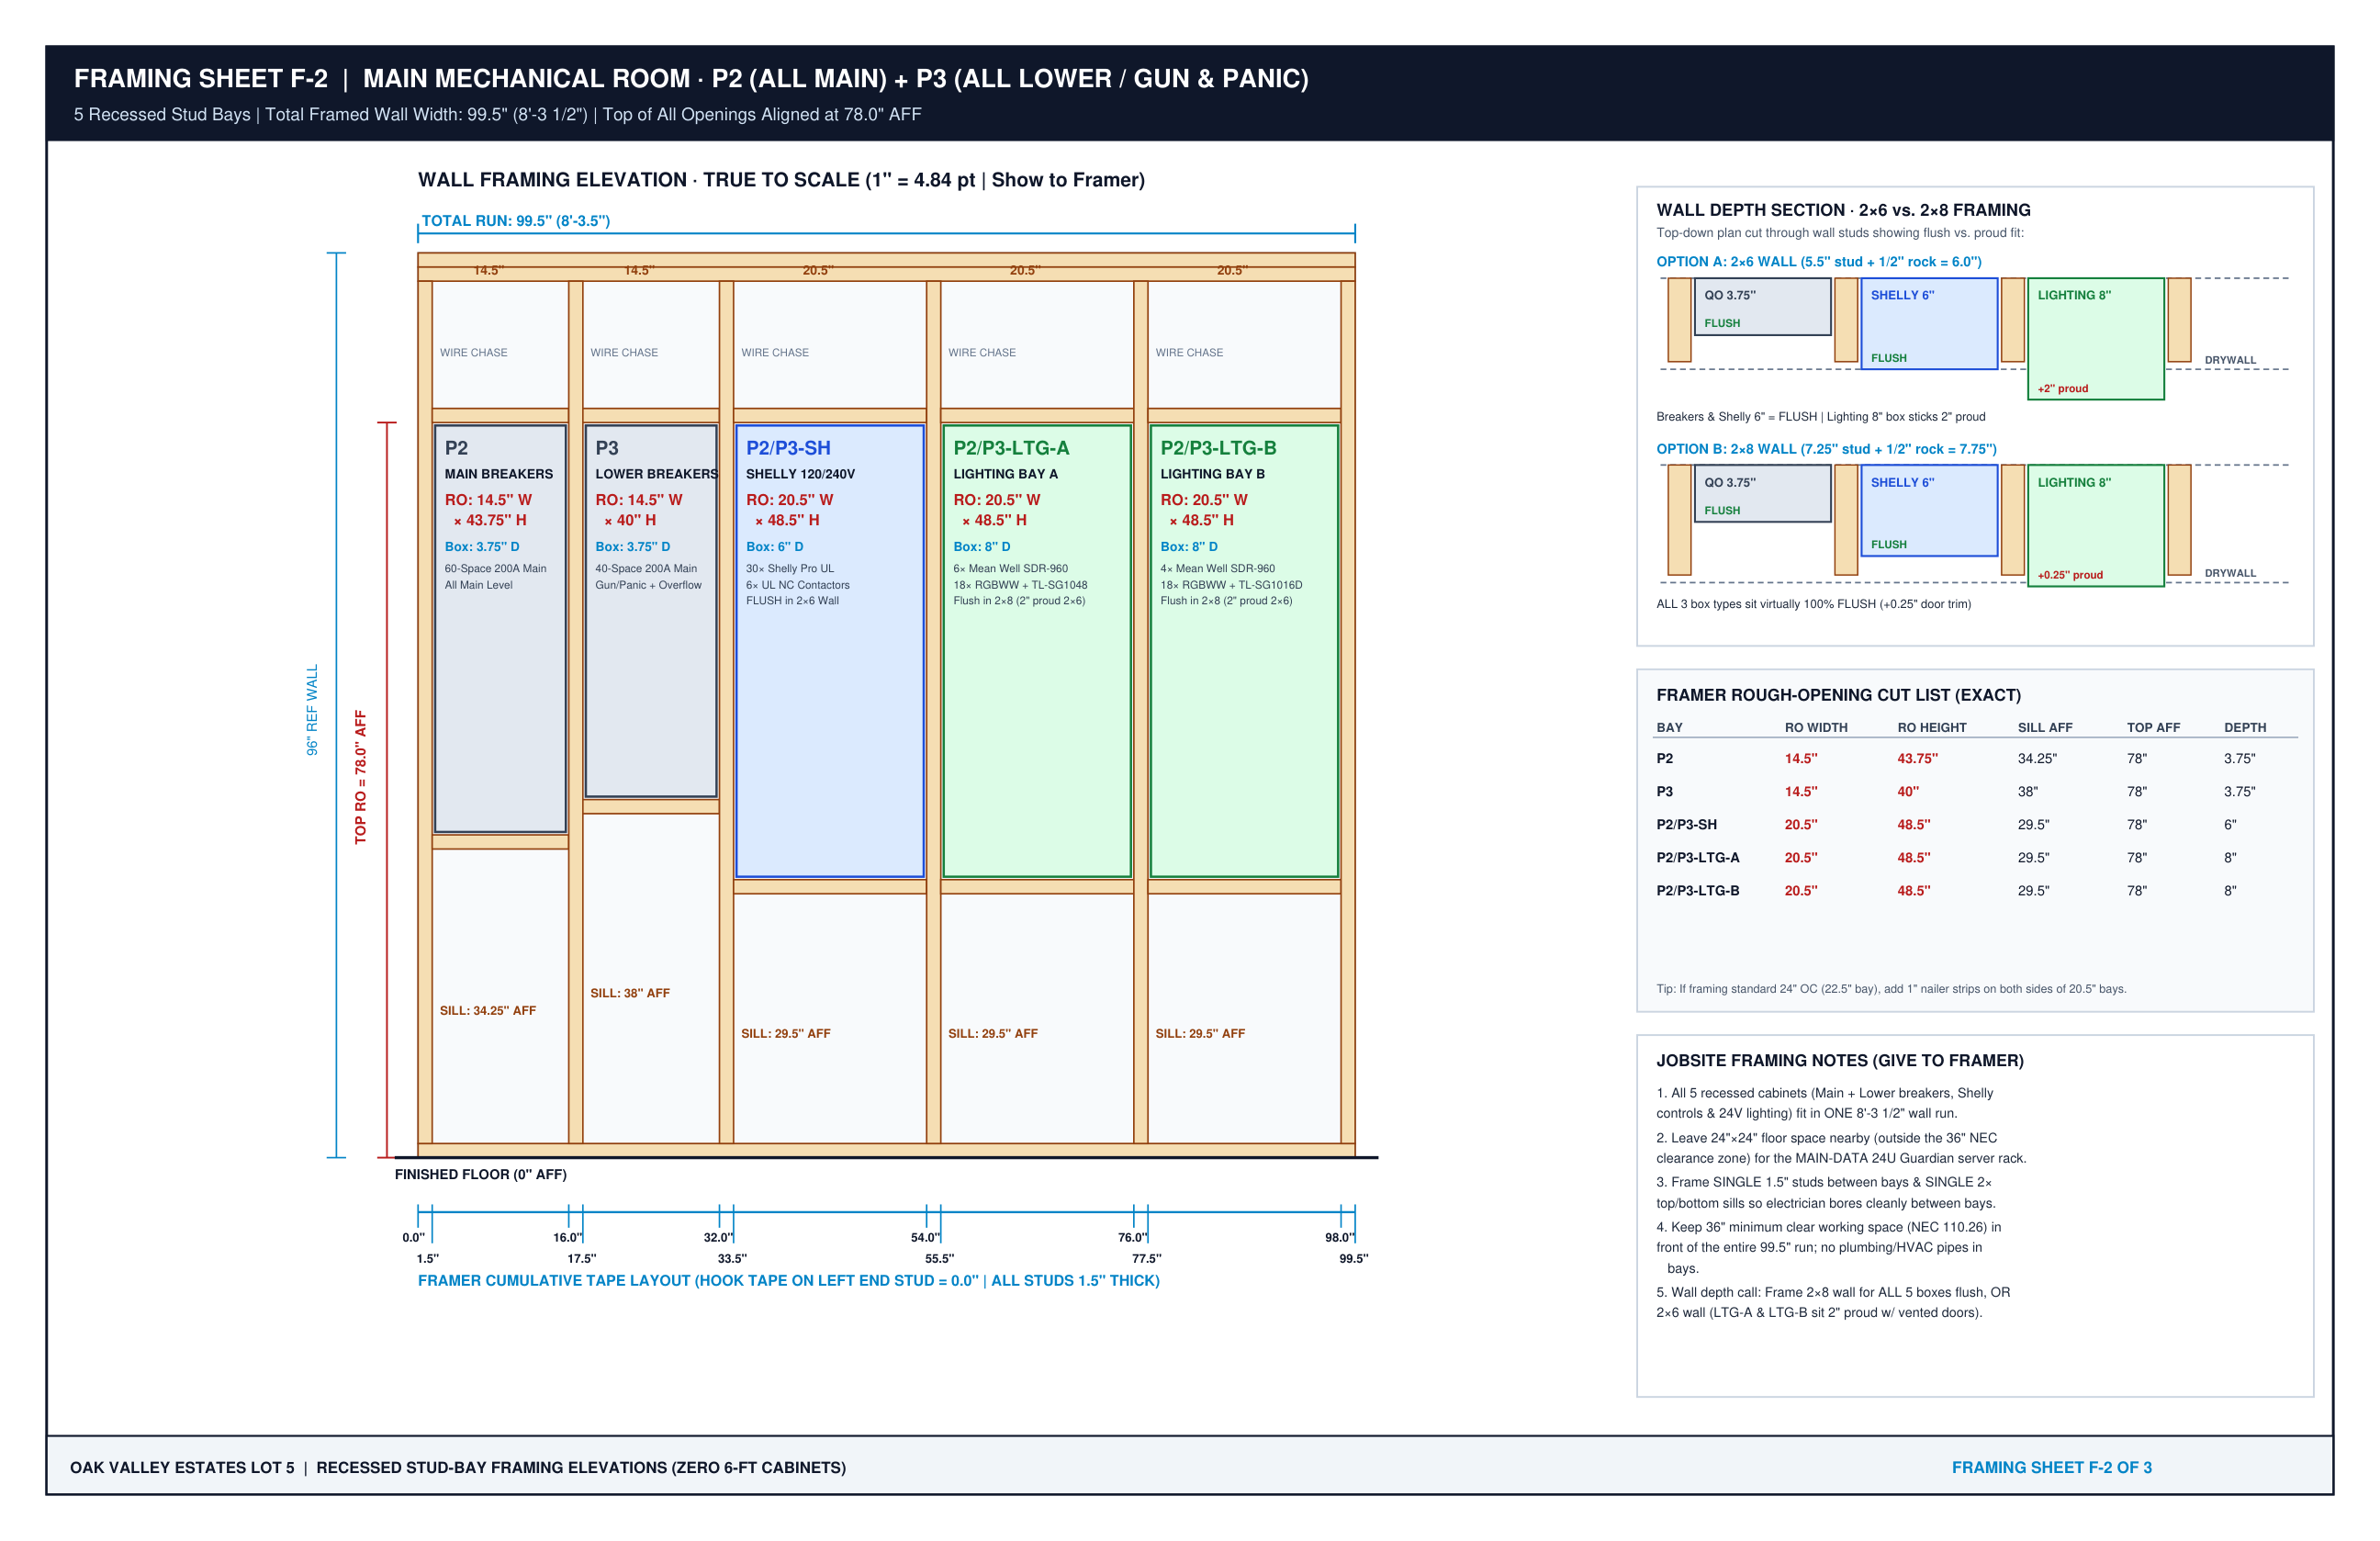 FRAMING SHEET F-2 | MAIN MECHANICAL ROOM · P2 (ALL MAIN) + P3 (ALL LOWER / GUN & PANIC)
5 Recessed Stud Bays | Total Framed Wall Width: 99.5" (8'-3 1/2") | Top of All Openings Aligned at 78.0" AFF
WALL FRAMING ELEVATION · TRUE TO SCALE (1" = 4.84 pt | Show to Framer)
TOTAL RUN: 99.5" (8'-3.5")
14.5" 14.5" 20.5" 20.5" 20.5"
WIRE CHASE WIRE CHASE WIRE CHASE WIRE CHASE WIRE CHASE
96" REF WALL
TOP RO = 78.0" AFF
P2
MAIN BREAKERS
RO: 14.5" W
× 43.75" H
Box: 3.75" D
60-Space 200A Main
All Main Level
SILL: 34.25" AFF
P3
LOWER BREAKERS
RO: 14.5" W
× 40" H
Box: 3.75" D
40-Space 200A Main
Gun/Panic + Overflow
SILL: 38" AFF
P2/P3-SH
SHELLY 120/240V
RO: 20.5" W
× 48.5" H
Box: 6" D
30× Shelly Pro UL
6× UL NC Contactors
FLUSH in 2×6 Wall
SILL: 29.5" AFF
P2/P3-LTG-A
LIGHTING BAY A
RO: 20.5" W
× 48.5" H
Box: 8" D
6× Mean Well SDR-960
18× RGBWW + TL-SG1048
Flush in 2×8 (2" proud 2×6)
SILL: 29.5" AFF
P2/P3-LTG-B
LIGHTING BAY B
RO: 20.5" W
× 48.5" H
Box: 8" D
4× Mean Well SDR-960
18× RGBWW + TL-SG1016D
Flush in 2×8 (2" proud 2×6)
SILL: 29.5" AFF
FINISHED FLOOR (0" AFF)
0.0" 16.0" 32.0" 54.0" 76.0" 98.0"
1.5" 17.5" 33.5" 55.5" 77.5" 99.5"
FRAMER CUMULATIVE TAPE LAYOUT (HOOK TAPE ON LEFT END STUD = 0.0" | ALL STUDS 1.5" THICK)
WALL DEPTH SECTION · 2×6 vs. 2×8 FRAMING
Top-down plan cut through wall studs showing flush vs. proud fit:
OPTION A: 2×6 WALL (5.5" stud + 1/2" rock = 6.0")
QO 3.75" SHELLY 6" LIGHTING 8"
FLUSH
FLUSH DRYWALL
+2" proud
Breakers & Shelly 6" = FLUSH | Lighting 8" box sticks 2" proud
OPTION B: 2×8 WALL (7.25" stud + 1/2" rock = 7.75")
QO 3.75" SHELLY 6" LIGHTING 8"
FLUSH
FLUSH
+0.25" proud DRYWALL
ALL 3 box types sit virtually 100% FLUSH (+0.25" door trim)
FRAMER ROUGH-OPENING CUT LIST (EXACT)
BAY RO WIDTH RO HEIGHT SILL AFF TOP AFF DEPTH
P2 14.5" 43.75" 34.25" 78" 3.75"
P3 14.5" 40" 38" 78" 3.75"
P2/P3-SH 20.5" 48.5" 29.5" 78" 6"
P2/P3-LTG-A 20.5" 48.5" 29.5" 78" 8"
P2/P3-LTG-B 20.5" 48.5" 29.5" 78" 8"
Tip: If framing standard 24" OC (22.5" bay), add 1" nailer strips on both sides of 20.5" bays.
JOBSITE FRAMING NOTES (GIVE TO FRAMER)
1. All 5 recessed cabinets (Main + Lower breakers, Shelly
controls & 24V lighting) fit in ONE 8'-3 1/2" wall run.
2. Leave 24"×24" floor space nearby (outside the 36" NEC
clearance zone) for the MAIN-DATA 24U Guardian server rack.
3. Frame SINGLE 1.5" studs between bays & SINGLE 2×
top/bottom sills so electrician bores cleanly between bays.
4. Keep 36" minimum clear working space (NEC 110.26) in
front of the entire 99.5" run; no plumbing/HVAC pipes in
bays.
5. Wall depth call: Frame 2×8 wall for ALL 5 boxes flush, OR
2×6 wall (LTG-A & LTG-B sit 2" proud w/ vented doors).
OAK VALLEY ESTATES LOT 5 | RECESSED STUD-BAY FRAMING ELEVATIONS (ZERO 6-FT CABINETS)
FRAMING SHEET F-2 OF 3